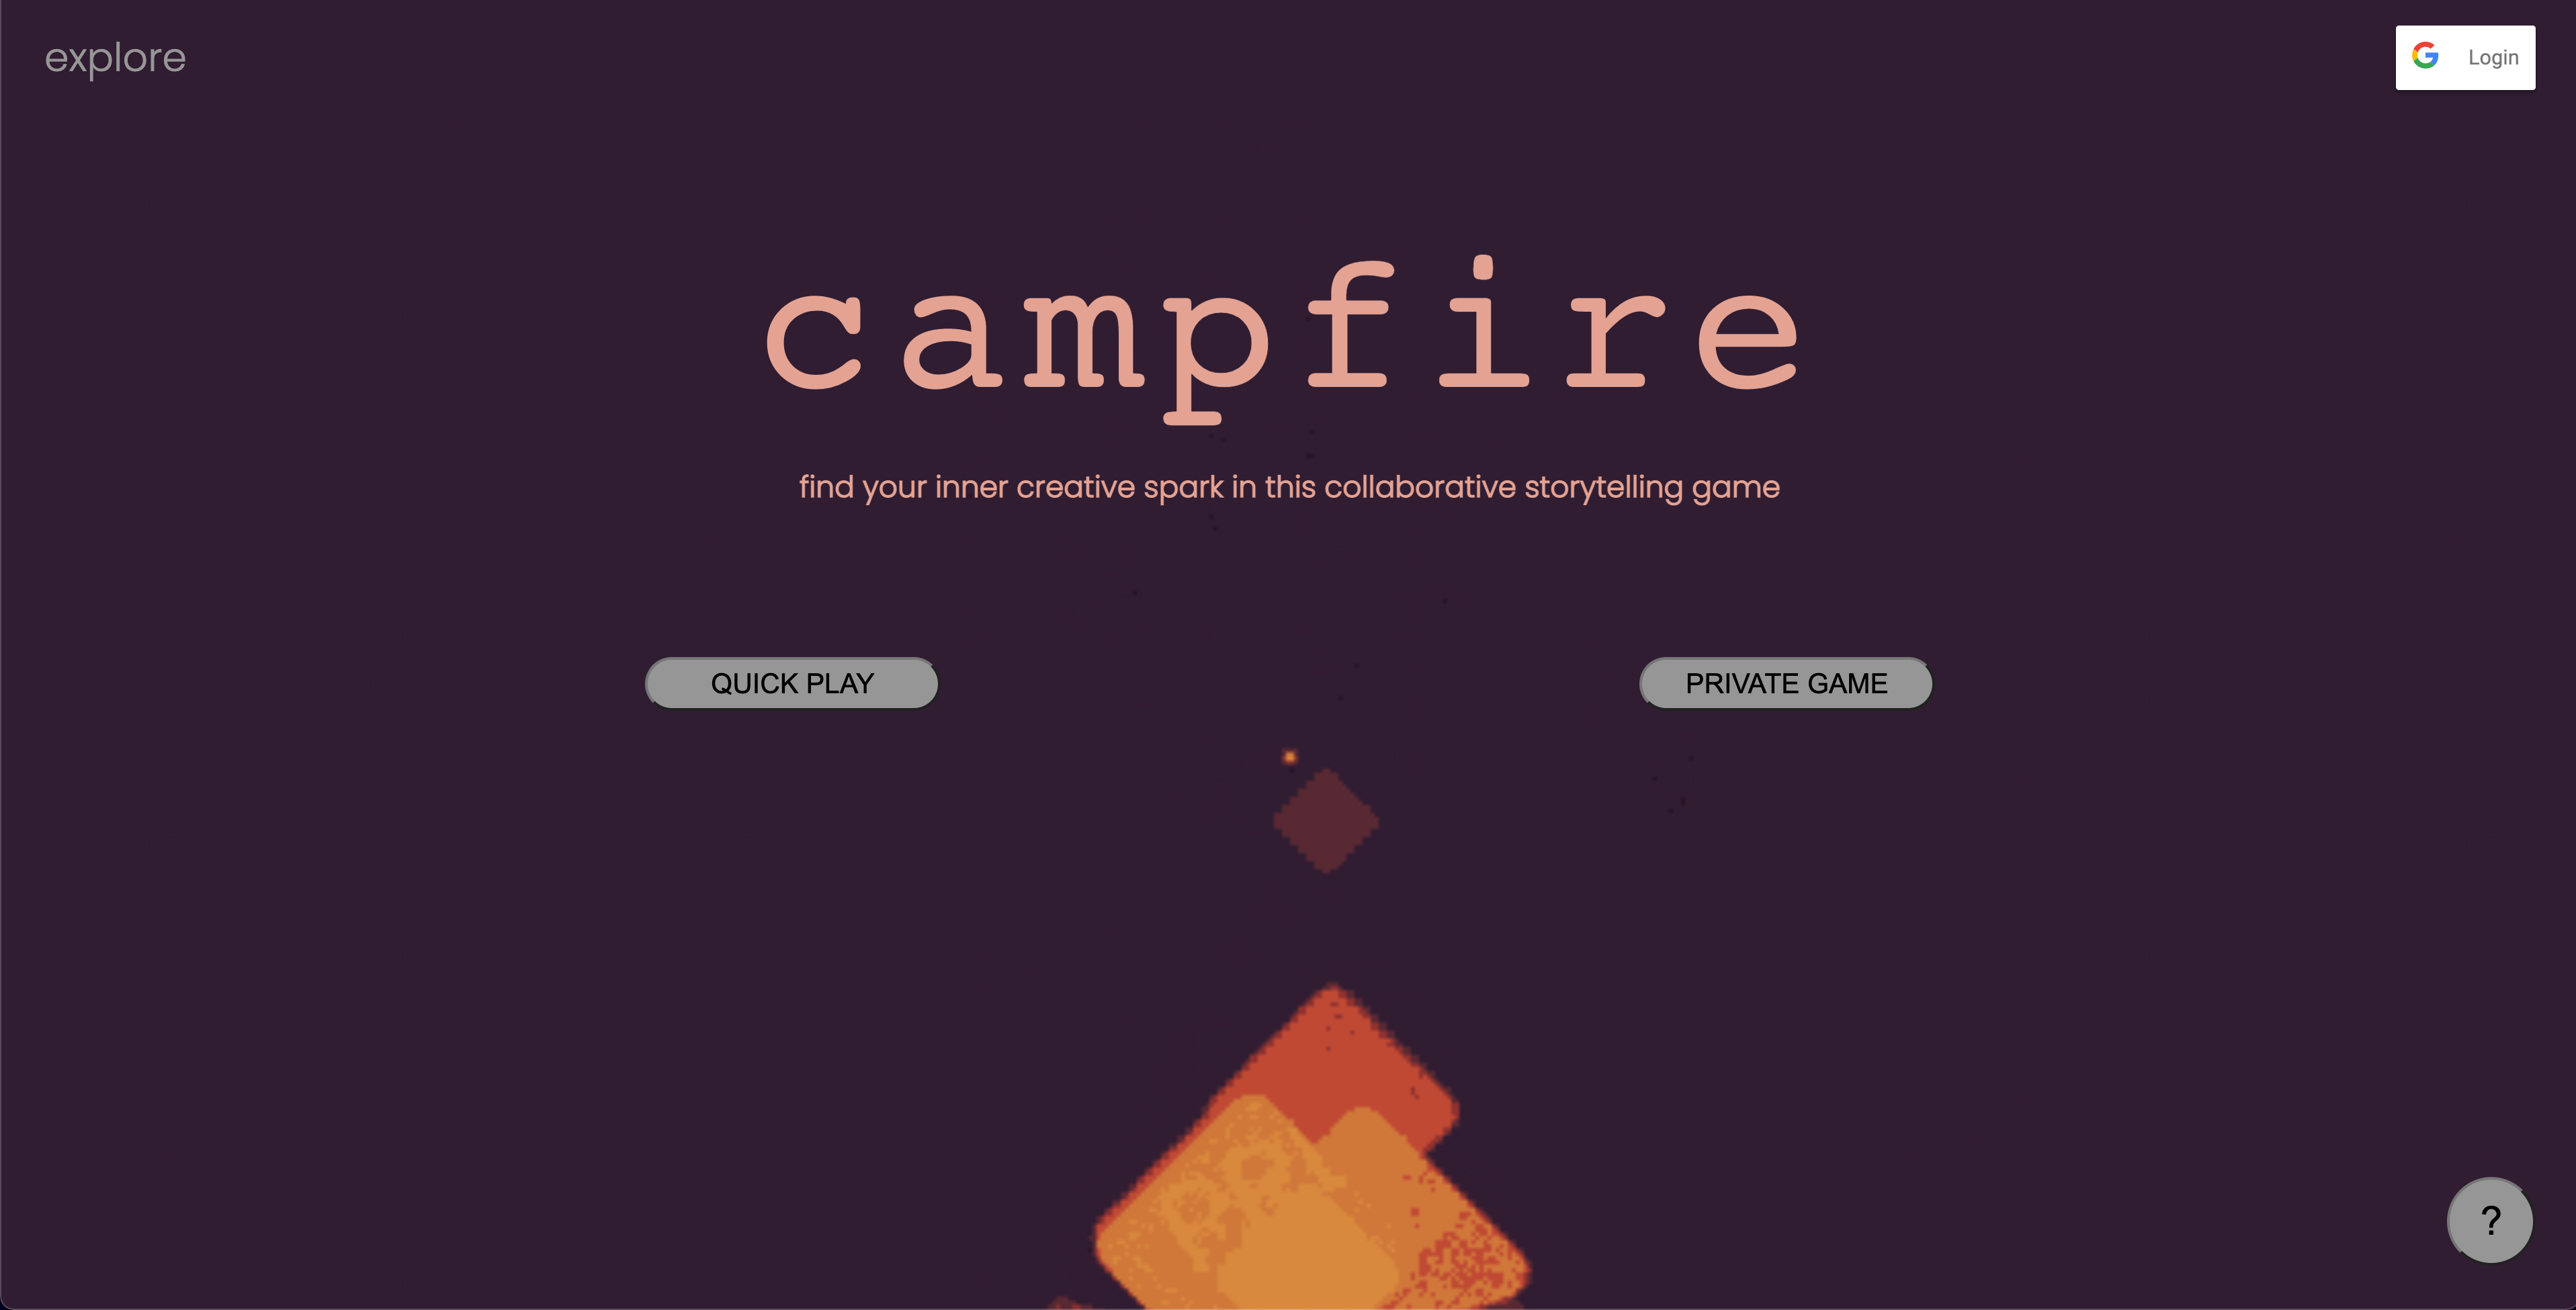 explore
Login
campfire
find your inner creative spark in this collaborative storytelling game
QUICK PLAY
PRIVATE GAME
?